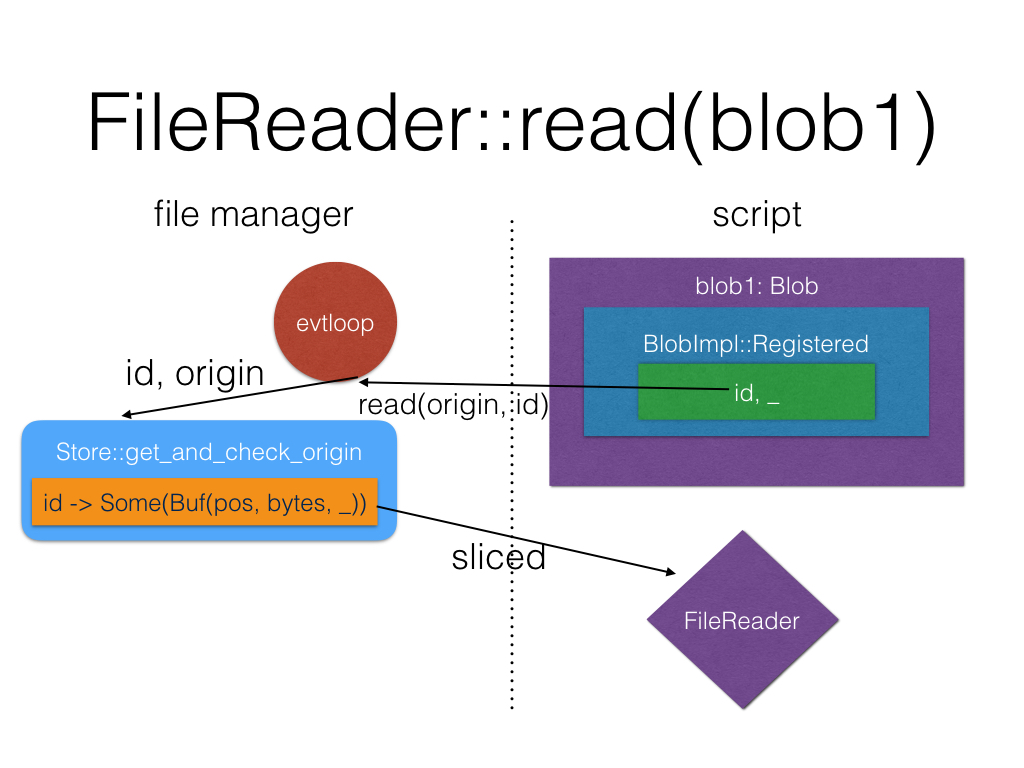 FileReader::read(blob1)
file manager
script
blob1: Blob
evtloop
BlobImpl::Registered
id, origin
id, _
read(origin, id)
Store::get_and_check_origin
id -> Some(Buf(pos, bytes, _))
sliced
FileReader